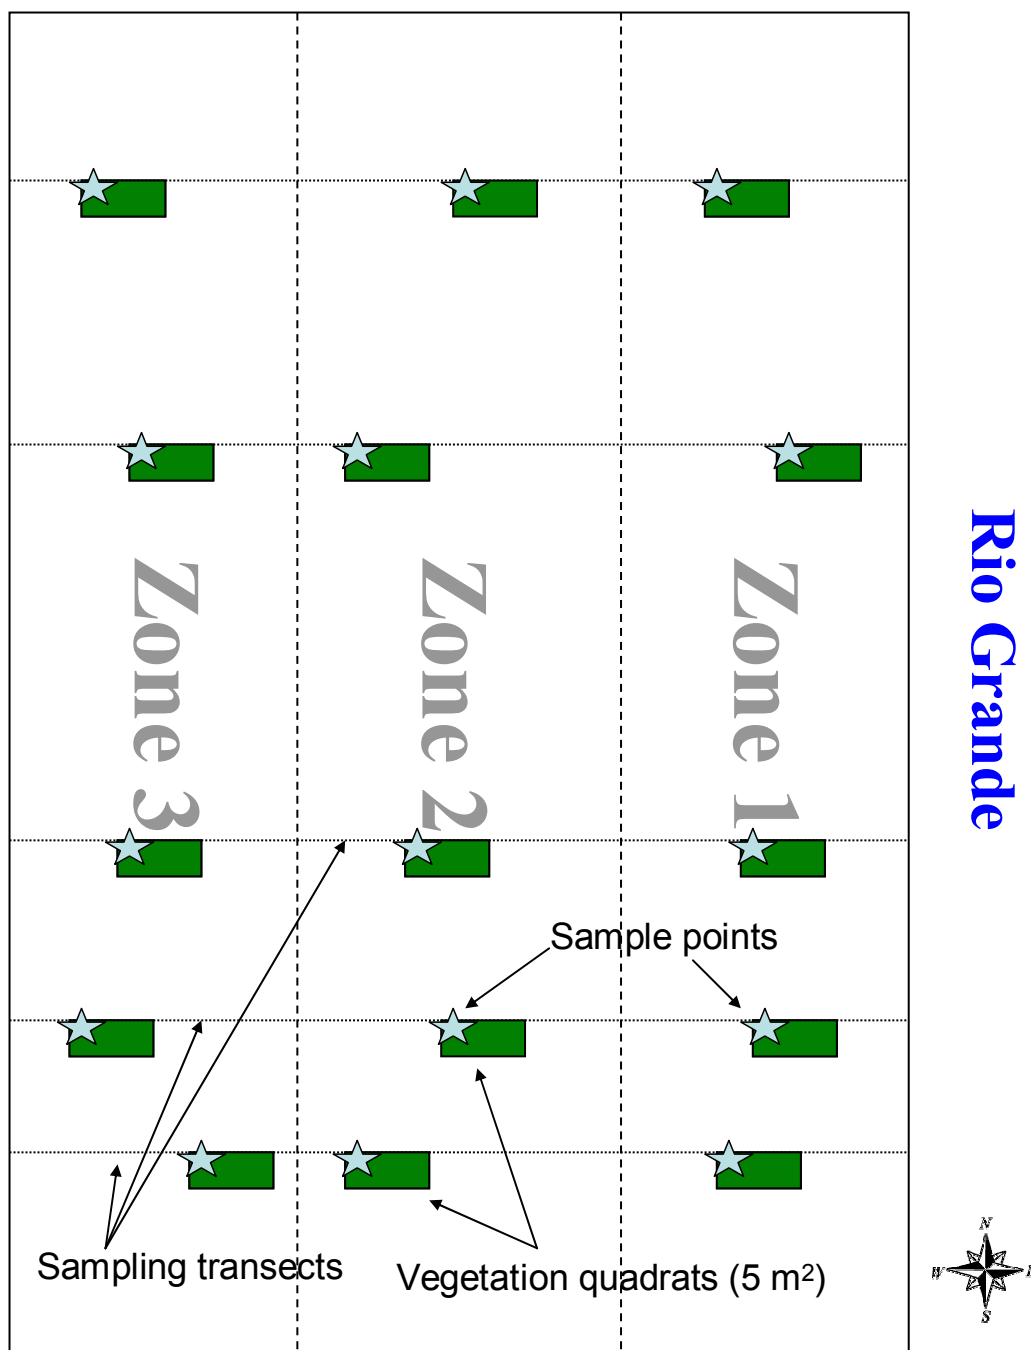 Rio Grande
Zone 3
Zone 2
Zone 1
Sample points
Sampling transects
Vegetation quadrats (5 m²)
N
W
S